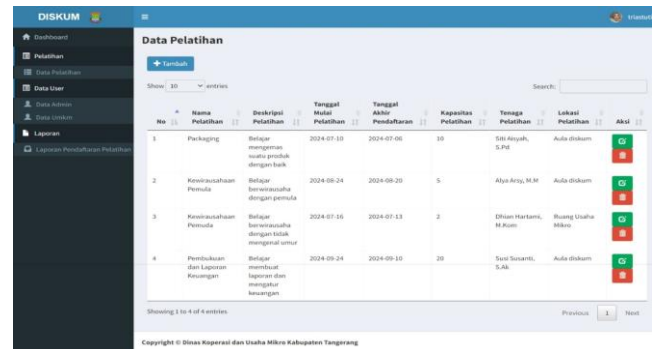 DISKUM
triastuti
Dashboard
Pelatihan
Data Pelatihan
Data User
Data Admin
Data Umkm
Laporan
Laporan Pendaftaran Pelatihan
Data Pelatihan
Tambah
Show 10 entries
Search:
No Nama Pelatihan Deskripsi Pelatihan Tanggal Mulai Pelatihan Tanggal Akhir Pendaftaran Kapasitas Pelatihan Tenaga Pelatihan Lokasi Pelatihan Aksi
1 Packaging Belajar mengemas suatu produk dengan baik 2024-07-10 2024-07-06 10 Siti Aisyah, S.Pd Aula diskum
2 Kewirausahaan Pemula Belajar berwirausaha dengan pemula 2024-08-24 2024-08-20 5 Alya Arsy, M.M Aula diskum
3 Kewirausahaan Pemuda Belajar berwirausaha dengan tidak mengenal umur 2024-07-16 2024-07-13 2 Dhian Hartami, M.Kom Ruang Usaha Mikro
4 Pembukuan dan Laporan Keuangan Belajar membuat laporan dan mengatur keuangan 2024-09-24 2024-09-10 20 Susi Susanti, S.Ak Aula diskum
Showing 1 to 4 of 4 entries
Previous 1 Next
Copyright © Dinas Koperasi dan Usaha Mikro Kabupaten Tangerang